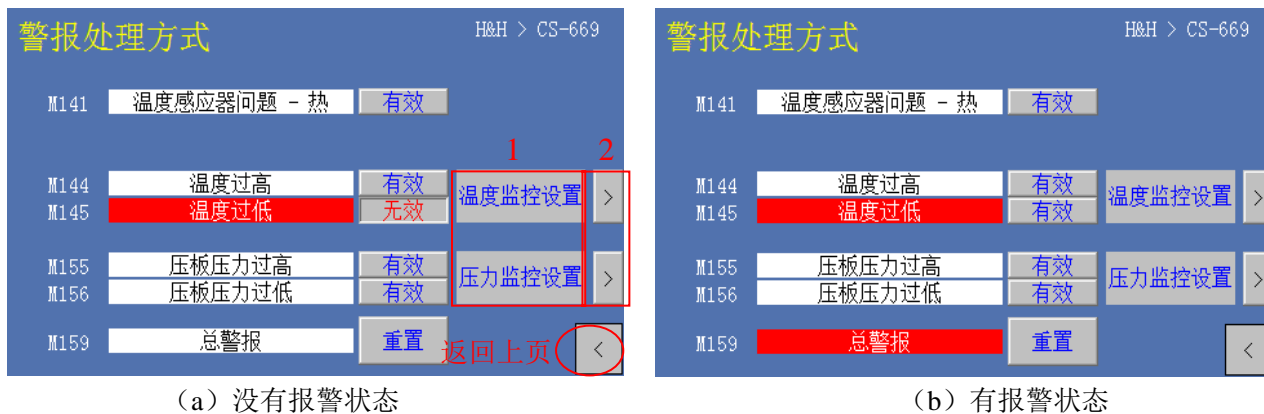 警报处理方式 H&H > CS-669
M141 温度感应器问题 - 热 有效
1 2
M144 温度过高 有效 温度监控设置 >
M145 温度过低 无效
M155 压板压力过高 有效 压力监控设置 >
M156 压板压力过低 有效
M159 总警报 重置 返回上页 <
(a) 没有报警状态
警报处理方式 H&H > CS-669
M141 温度感应器问题 - 热 有效
M144 温度过高 有效 温度监控设置 >
M145 温度过低 有效
M155 压板压力过高 有效 压力监控设置 >
M156 压板压力过低 有效
M159 总警报 重置 <
(b) 有报警状态